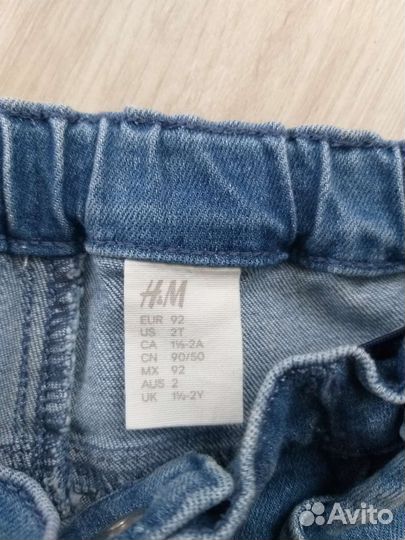 H&M
EUR 92
US 2T
CA 1½-2A
CN 90/50
MX 92
AUS 2
UK 1½-2Y
Avito